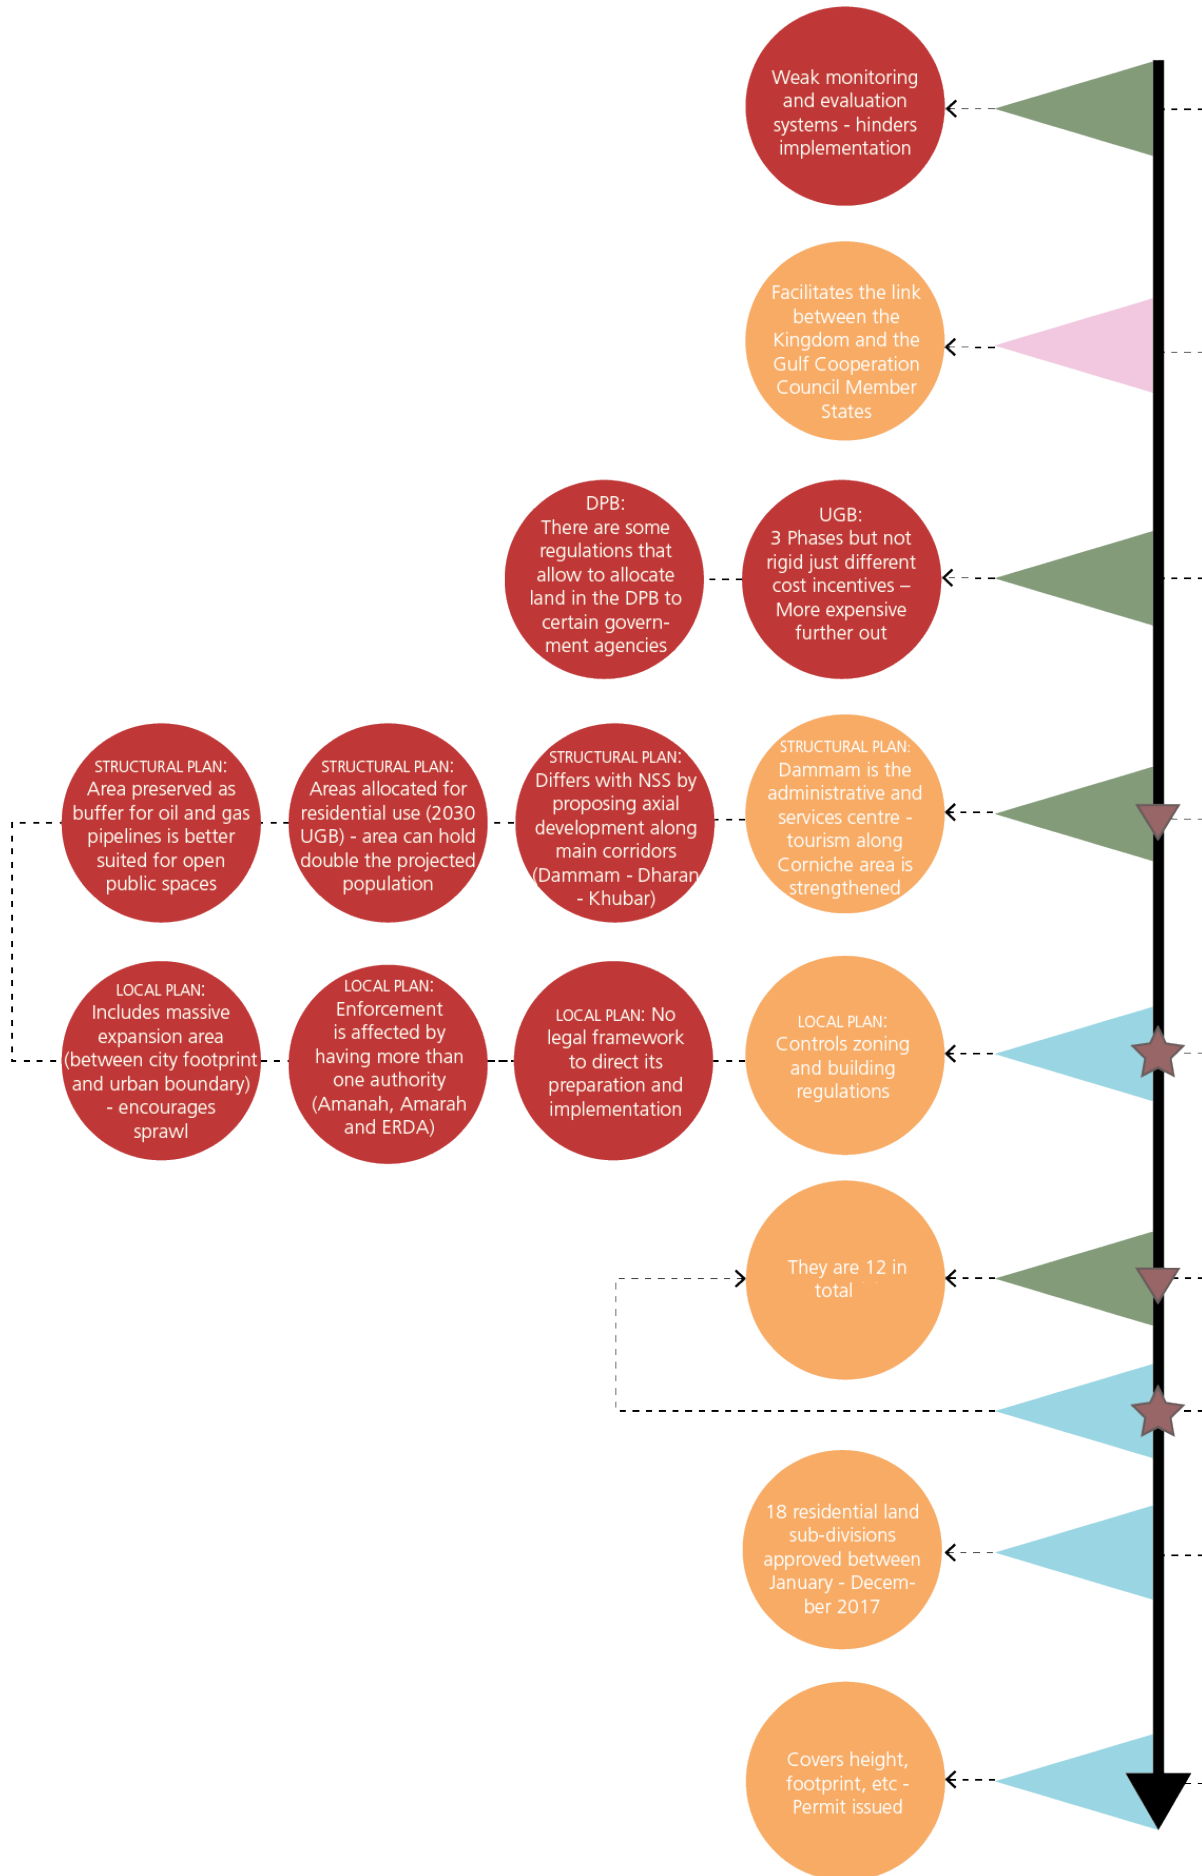 Weak monitoring
and evaluation
systems - hinders
implementation
Facilitates the link
between the
Kingdom and the
Gulf Cooperation
Council Member
States
DPB:
There are some
regulations that
allow to allocate
land in the DPB to
certain govern-
ment agencies
UGB:
3 Phases but not
rigid just different
cost incentives –
More expensive
further out
STRUCTURAL PLAN:
Area preserved as
buffer for oil and gas
pipelines is better
suited for open
public spaces
STRUCTURAL PLAN:
Areas allocated for
residential use (2030
UGB) - area can hold
double the projected
population
STRUCTURAL PLAN:
Differs with NSS by
proposing axial
development along
main corridors
(Dammam - Dharan
- Khubar)
STRUCTURAL PLAN:
Dammam is the
administrative and
services centre -
tourism along
Corniche area is
strengthened
LOCAL PLAN:
Includes massive
expansion area
(between city footprint
and urban boundary)
- encourages
sprawl
LOCAL PLAN:
Enforcement
is affected by
having more than
one authority
(Amanah, Amarah
and ERDA)
LOCAL PLAN: No
legal framework
to direct its
preparation and
implementation
LOCAL PLAN:
Controls zoning
and building
regulations
They are 12 in
total
18 residential land
sub-divisions
approved between
January - Decem-
ber 2017
Covers height,
footprint, etc -
Permit issued